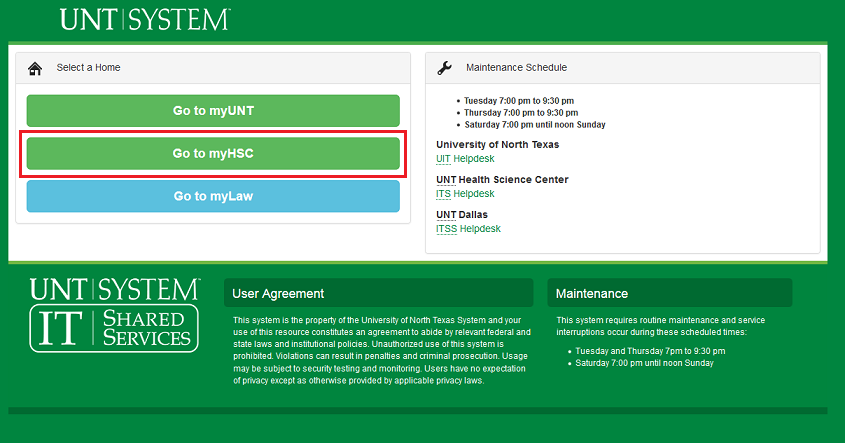 UNT|SYSTEM™
Select a Home
Go to myUNT
Go to myHSC
Go to myLaw
Maintenance Schedule
• Tuesday 7:00 pm to 9:30 pm
• Thursday 7:00 pm to 9:30 pm
• Saturday 7:00 pm until noon Sunday
University of North Texas
UIT Helpdesk
UNT Health Science Center
ITS Helpdesk
UNT Dallas
ITSS Helpdesk
UNT|SYSTEM™
IT|SHARED
SERVICES
User Agreement
This system is the property of the University of North Texas System and your
use of this resource constitutes an agreement to abide by relevant federal and
state laws and institutional policies. Unauthorized use of this system is
prohibited. Violations can result in penalties and criminal prosecution. Usage
may be subject to security testing and monitoring. Users have no expectation
of privacy except as otherwise provided by applicable privacy laws.
Maintenance
This system requires routine maintenance and service
interruptions occur during these scheduled times:
• Tuesday and Thursday 7pm to 9:30 pm
• Saturday 7:00 pm until noon Sunday